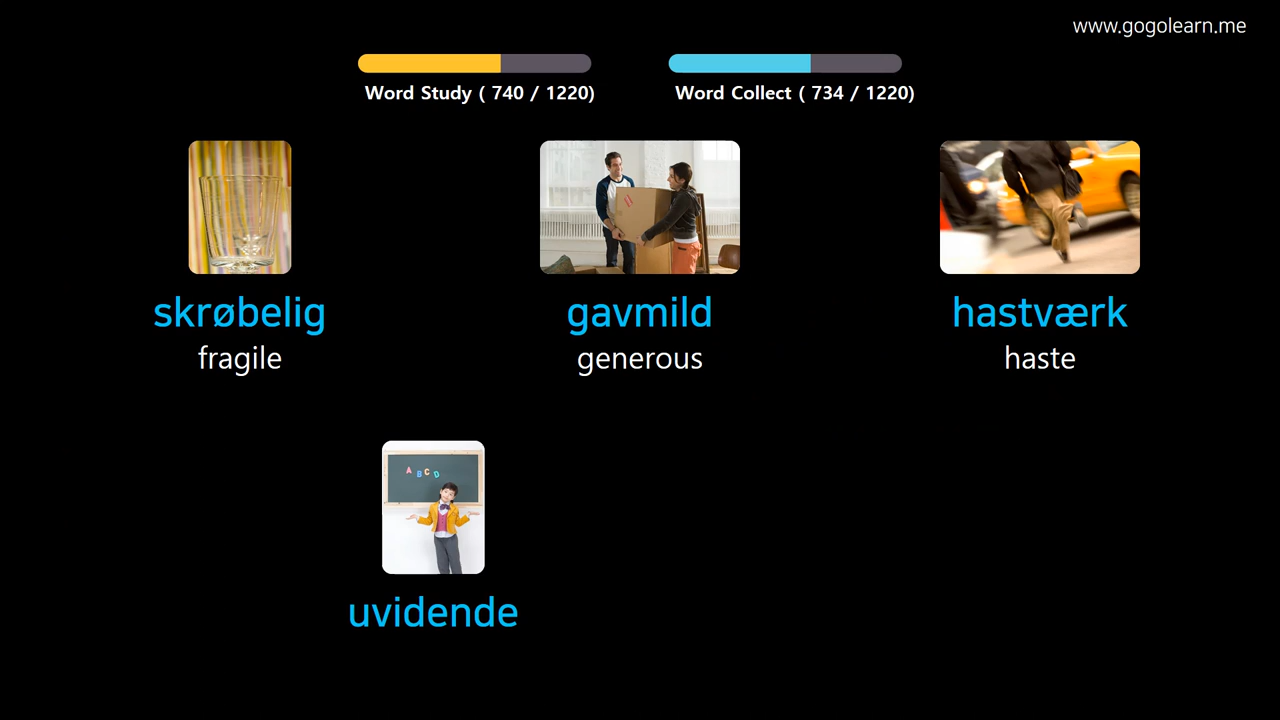 www.gogolearn.me
Word Study ( 740 / 1220)
Word Collect ( 734 / 1220)
skrøbelig
fragile
gavmild
generous
hastværk
haste
A B C D
uvidende